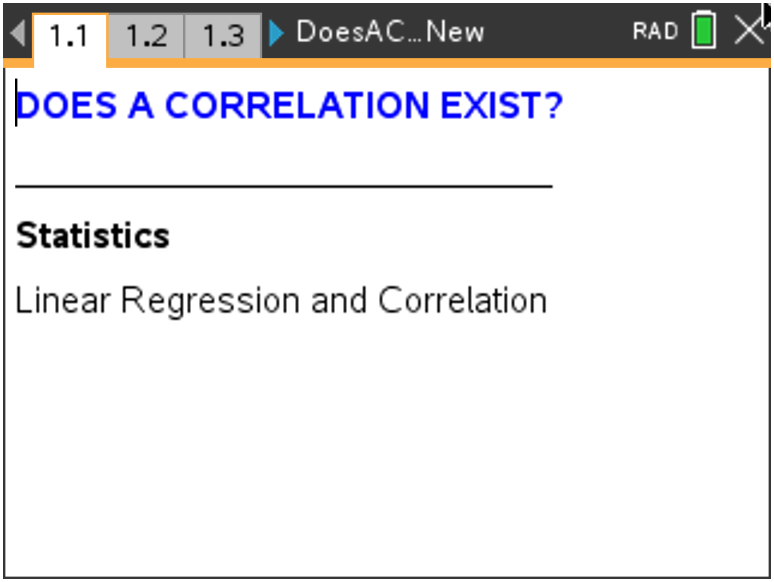 1.1 1.2 1.3 DoesAC...New RAD
DOES A CORRELATION EXIST?
Statistics
Linear Regression and Correlation